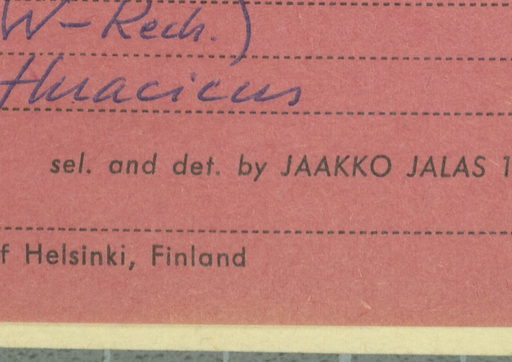 W-Rech.)
thracicus
sel. and det. by JAAKKO JALAS 1
f Helsinki, Finland